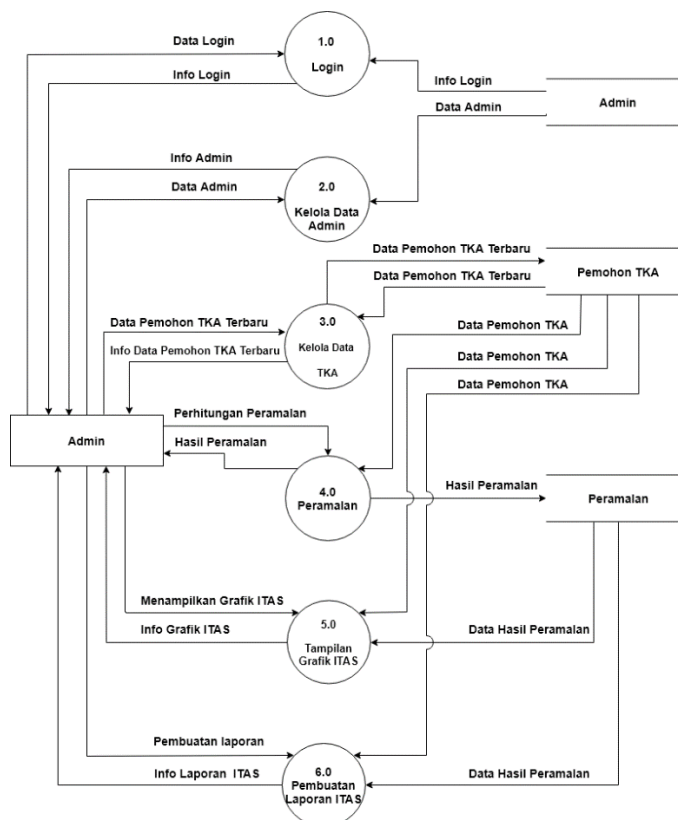 Data Login
1.0
Login
Info Login
Info Login
Admin
Data Admin
Info Admin
Data Admin
2.0
Kelola Data
Admin
Data Pemohon TKA Terbaru
Data Pemohon TKA Terbaru
Pemohon TKA
Data Pemohon TKA Terbaru
Info Data Pemohon TKA Terbaru
3.0
Kelola Data
TKA
Data Pemohon TKA
Data Pemohon TKA
Data Pemohon TKA
Admin
Perhitungan Peramalan
Hasil Peramalan
4.0
Peramalan
Hasil Peramalan
Peramalan
Menampilkan Grafik ITAS
Info Grafik ITAS
5.0
Tampilan
Grafik ITAS
Data Hasil Peramalan
Pembuatan laporan
Info Laporan ITAS
6.0
Pembuatan
Laporan ITAS
Data Hasil Peramalan